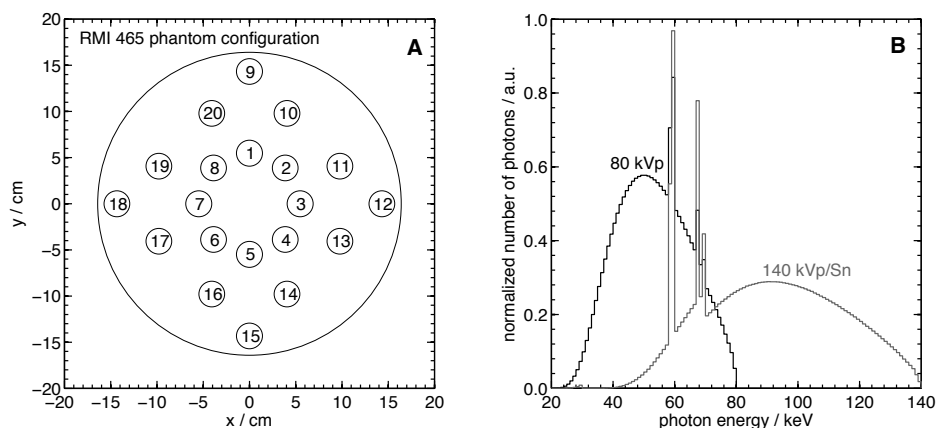 RMI 465 phantom configuration
A
9
20 10
1
19 8 2 11
18 7 3 12
17 6 4 13
5
16 14
15
20
15
10
5
0
−5
−10
−15
−20
−20 −15 −10 −5 0 5 10 15 20
x / cm
y / cm
B
80 kVp
140 kVp/Sn
1.0
0.8
0.6
0.4
0.2
0.0
20 40 60 80 100 120 140
photon energy / keV
normalized number of photons / a.u.